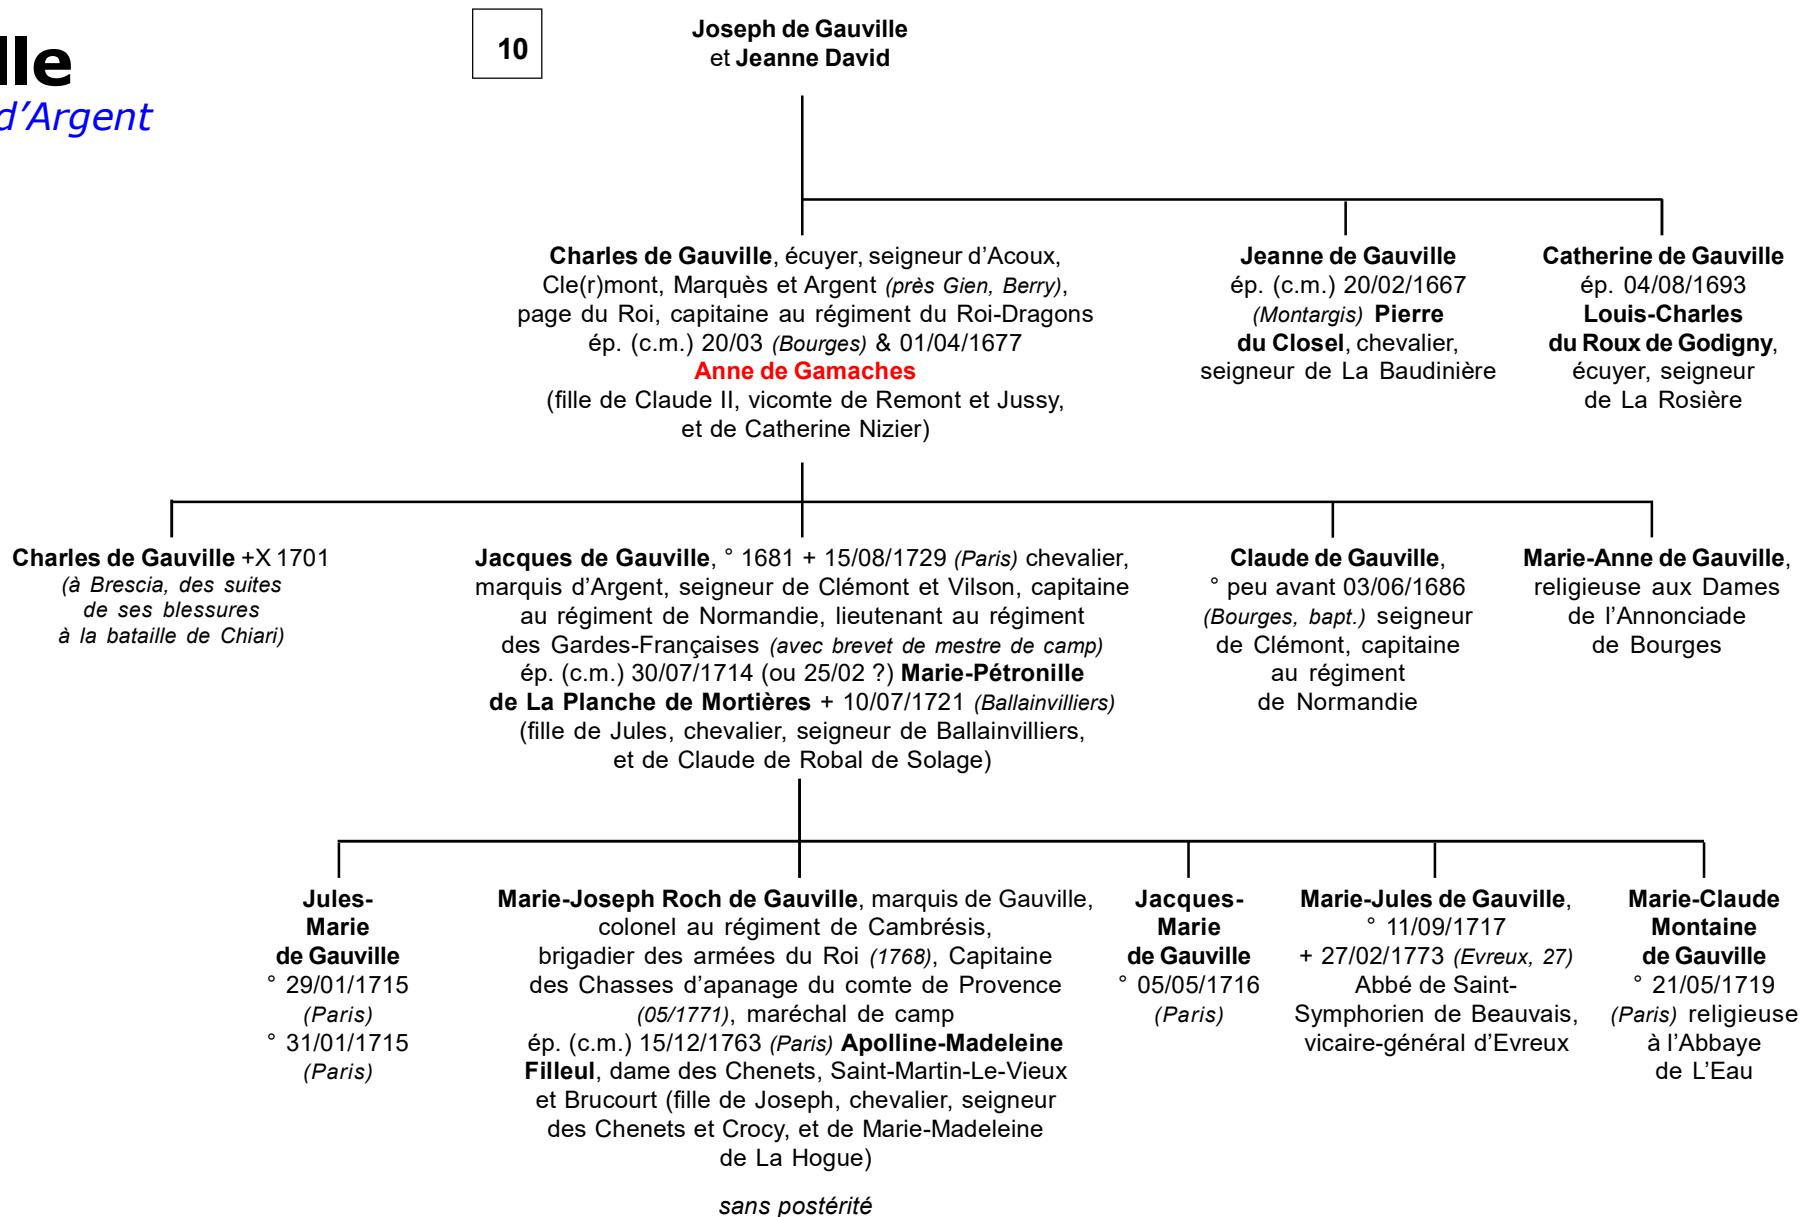 lle
d’Argent
10
Joseph de Gauville
et Jeanne David
Charles de Gauville, écuyer, seigneur d’Acoux,
Cle(r)mont, Marquès et Argent (près Gien, Berry),
page du Roi, capitaine au régiment du Roi-Dragons
ép. (c.m.) 20/03 (Bourges) & 01/04/1677
Anne de Gamaches
(fille de Claude II, vicomte de Remont et Jussy,
et de Catherine Nizier)
Jeanne de Gauville
ép. (c.m.) 20/02/1667
(Montargis) Pierre
du Closel, chevalier,
seigneur de La Baudinière
Catherine de Gauville
ép. 04/08/1693
Louis-Charles
du Roux de Godigny,
écuyer, seigneur
de La Rosière
Charles de Gauville +X 1701
(à Brescia, des suites
de ses blessures
à la bataille de Chiari)
Jacques de Gauville, ° 1681 + 15/08/1729 (Paris) chevalier,
marquis d’Argent, seigneur de Clémont et Vilson, capitaine
au régiment de Normandie, lieutenant au régiment
des Gardes-Françaises (avec brevet de mestre de camp)
ép. (c.m.) 30/07/1714 (ou 25/02 ?) Marie-Pétronille
de La Planche de Mortières + 10/07/1721 (Ballainvilliers)
(fille de Jules, chevalier, seigneur de Ballainvilliers,
et de Claude de Robal de Solage)
Claude de Gauville,
° peu avant 03/06/1686
(Bourges, bapt.) seigneur
de Clémont, capitaine
au régiment
de Normandie
Marie-Anne de Gauville,
religieuse aux Dames
de l’Annonciade
de Bourges
Jules-
Marie
de Gauville
° 29/01/1715
(Paris)
° 31/01/1715
(Paris)
Marie-Joseph Roch de Gauville, marquis de Gauville,
colonel au régiment de Cambrésis,
brigadier des armées du Roi (1768), Capitaine
des Chasses d’apanage du comte de Provence
(05/1771), maréchal de camp
ép. (c.m.) 15/12/1763 (Paris) Apolline-Madeleine
Filleul, dame des Chenets, Saint-Martin-Le-Vieux
et Brucourt (fille de Joseph, chevalier, seigneur
des Chenets et Crocy, et de Marie-Madeleine
de La Hogue)
sans postérité
Jacques-
Marie
de Gauville
° 05/05/1716
(Paris)
Marie-Jules de Gauville,
° 11/09/1717
+ 27/02/1773 (Evreux, 27)
Abbé de Saint-
Symphorien de Beauvais,
vicaire-général d’Evreux
Marie-Claude
Montaine
de Gauville
° 21/05/1719
(Paris) religieuse
à l’Abbaye
de L’Eau